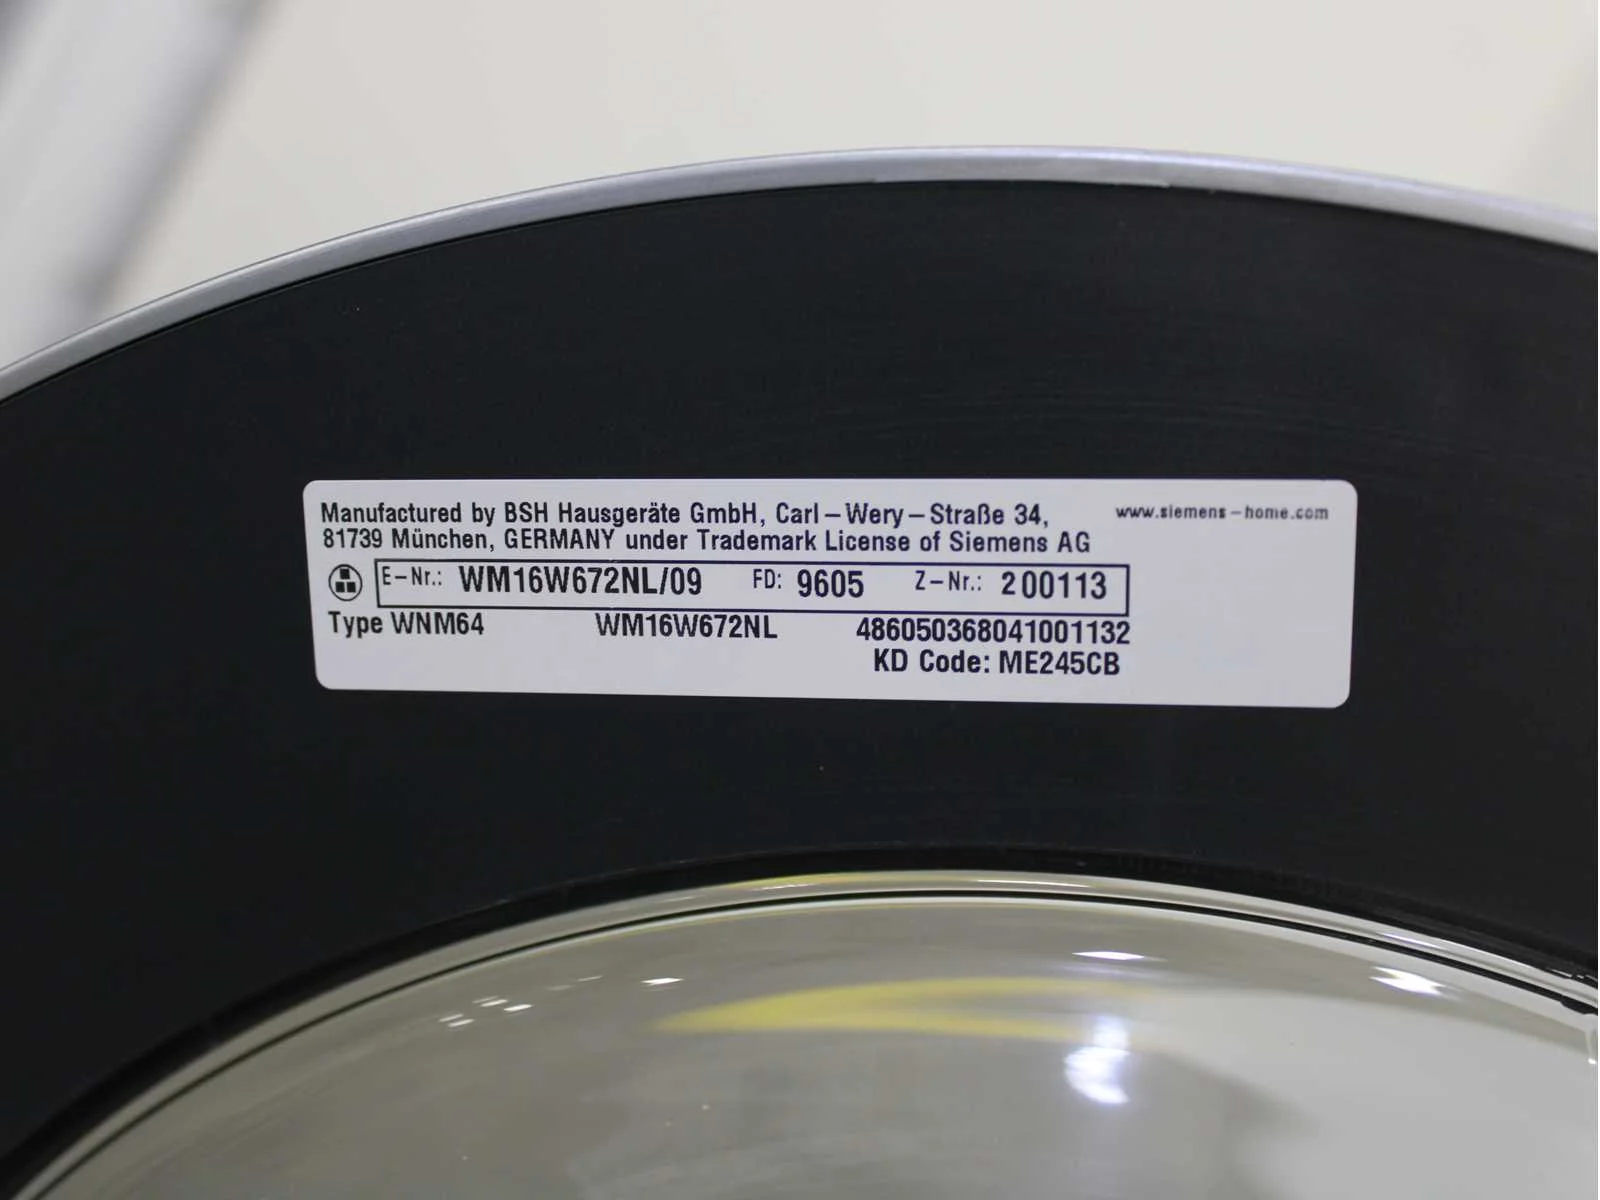 Manufactured by BSH Hausgeräte GmbH, Carl-Wery-Straße 34, www.siemens-home.com
81739 München, GERMANY under Trademark License of Siemens AG
E-Nr.: WM16W672NL/09 FD: 9605 Z-Nr.: 200113
Type WNM64 WM16W672NL 486050368041001132
KD Code: ME245CB